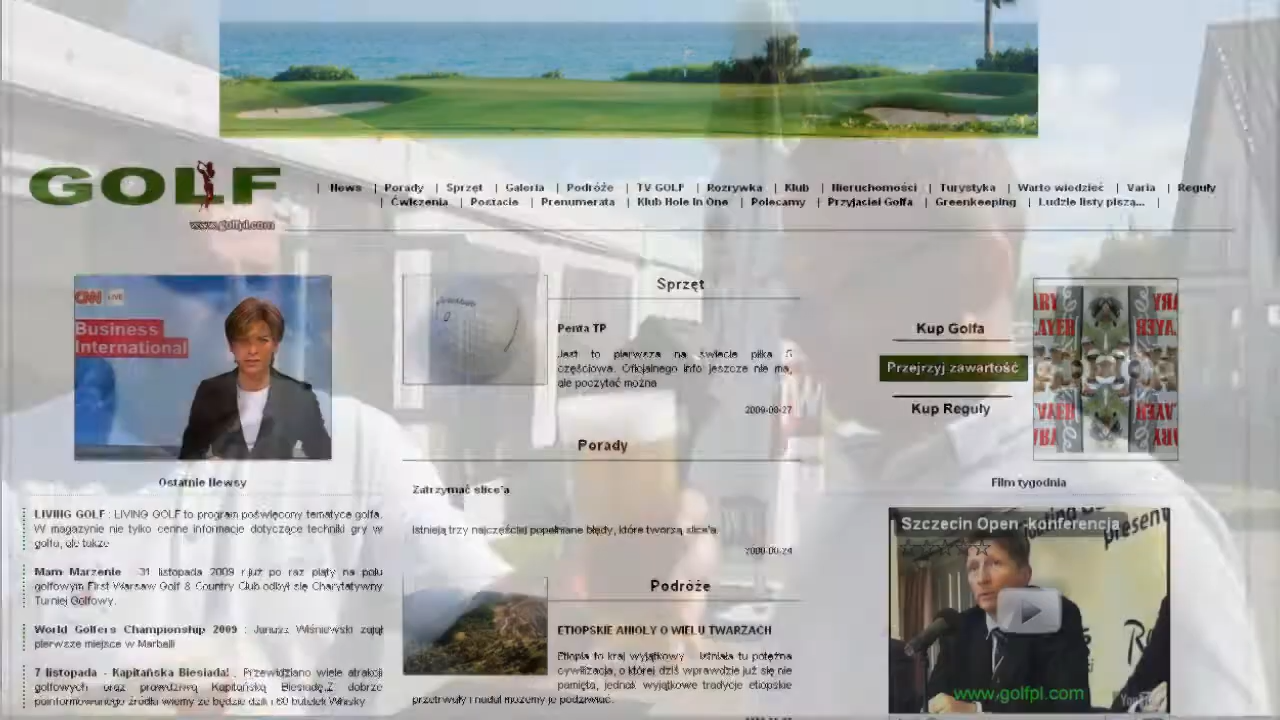 GOLF
www.golfpl.com
| News | Porady | Sprzęt | Galeria | Podróże | TV GOLF | Rozrywka | Klub | Nieruchomości | Turystyka | Warto wiedzieć | Varia | Reguły
| Ćwiczenia | Postacie | Prenumerata | Klub Hole In One | Polecamy | Przyjaciel Golfa | Greenkeeping | Ludzie listy piszą... |
CNN LIVE
Business
International
Ostatnie Newsy
LIVING GOLF : LIVING GOLF to program poświęcony tematyce golfa.
W magazynie nie tylko cenne informacje dotyczące techniki gry w
golfa, ale także
Mam Marzenie 31 listopada 2009 r już po raz piąty na polu
golfowym First Warsaw Golf & Country Club odbył się Charytatywny
Turniej Golfowy.
World Golfers Championship 2009 : Janusz Wiśniewski zajął
pierwsze miejsce w Marbelli
7 listopada - Kapitańska Biesiada! . Przewidziano wiele atrakcji
golfowych oraz prawdziwą Kapitańską Biesiadę.Z dobrze
poinformowanego źródła wiemy że będzie dzik i 60 butelek Whisky
Sprzęt
Penta TP
Jest to pierwsza na świecie piłka 5
częściowa. Oficjalnego info jeszcze nie ma,
ale poczytać można
Porady
Zatrzymać slice'a
Istnieją trzy najczęściej popełniane błędy, które tworzą slice'a
Podróże
ETIOPSKIE ANIOŁY O WIELU TWARZACH
Etiopia to kraj wyjątkowy istniała tu potężna
cywilizacja, o której dziś wprawdzie już się nie
pamięta, jednak wyjątkowe tradycje etiopskie
przetrwały i nadal możemy je podziwiać.
Kup Golfa
Przejrzyj zawartość
Kup Reguły
Film tygodnia
Szczecin Open -konferencja
present
www.golfpl.com
YouTube